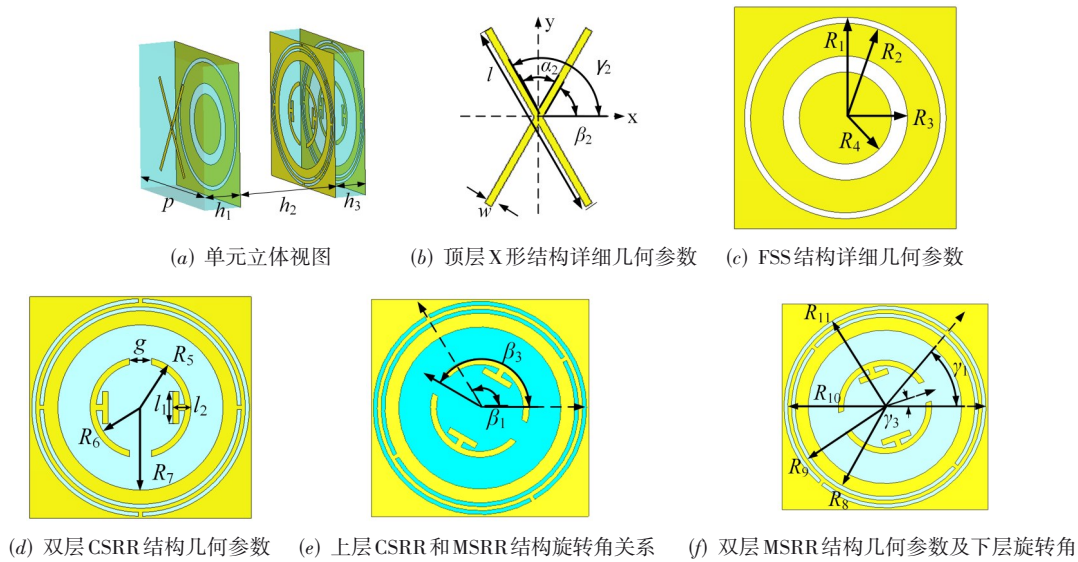 p
h₁
h₂
h₃
y
x
l
w
α₂
γ₂
β₂
R₁
R₂
R₃
R₄
(a) 单元立体视图
(b) 顶层X形结构详细几何参数
(c) FSS结构详细几何参数
g
R₅
l₁
l₂
R₆
R₇
β₃
β₁
R₁₁
γ₁
R₁₀
γ₃
R₉
R₈
(d) 双层CSRR结构几何参数
(e) 上层CSRR和MSRR结构旋转角关系
(f) 双层MSRR结构几何参数及下层旋转角